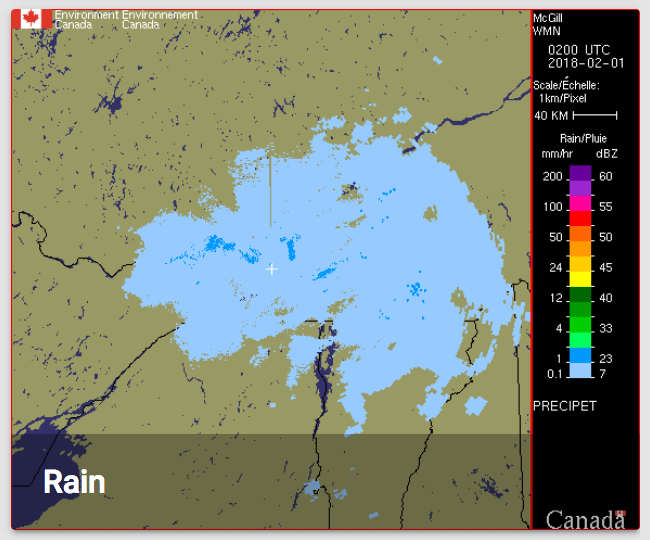 Environment Environnement
Canada Canada
McGill
WMN
0200 UTC
2018-02-01
Scale/Échelle:
1km/Pixel
40 KM
Rain/Pluie
mm/hr dBZ
200 60
100 55
50 50
24 45
12 40
4 33
1 23
0.1 7
PRECIPET
Rain
Canada